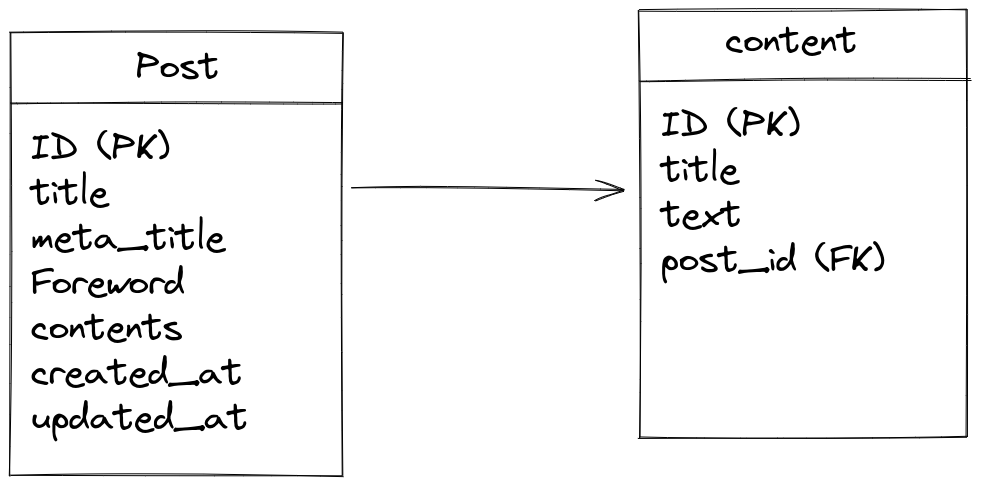 Post
ID (PK)
title
meta_title
Foreword
contents
created_at
updated_at
content
ID (PK)
title
text
post_id (FK)